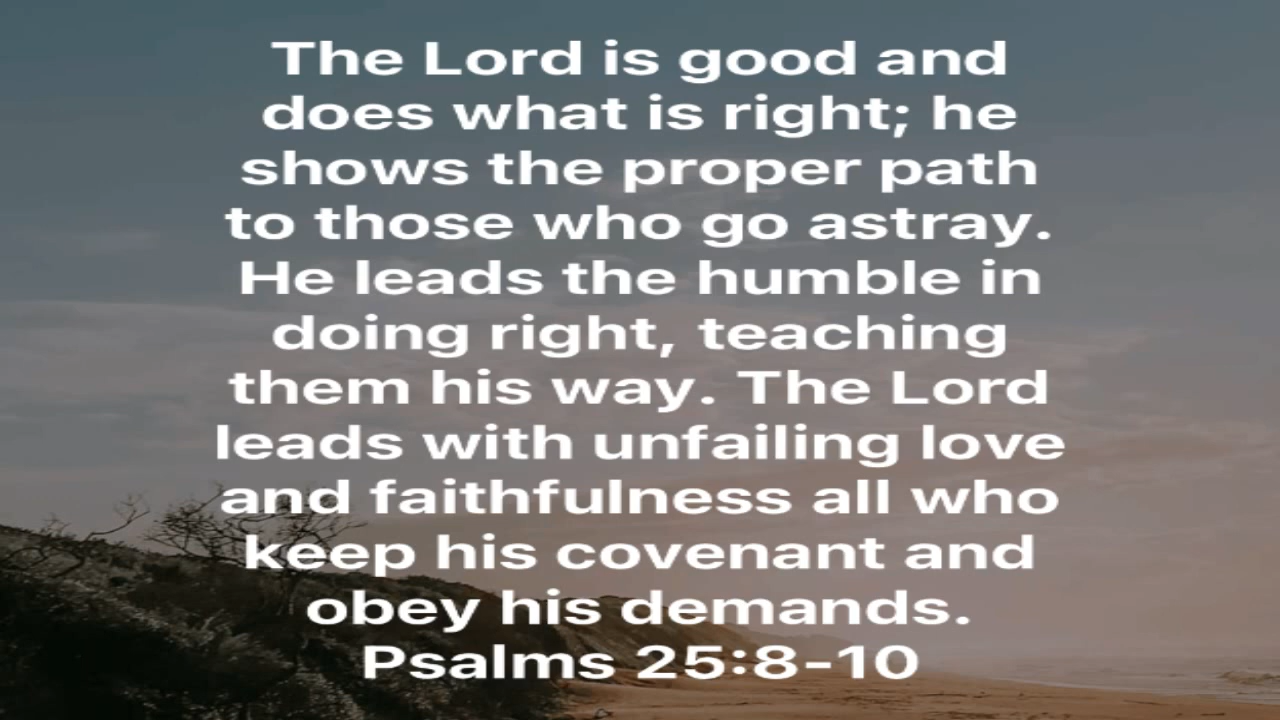 The Lord is good and
does what is right; he
shows the proper path
to those who go astray.
He leads the humble in
doing right, teaching
them his way. The Lord
leads with unfailing love
and faithfulness all who
keep his covenant and
obey his demands.
Psalms 25:8-10